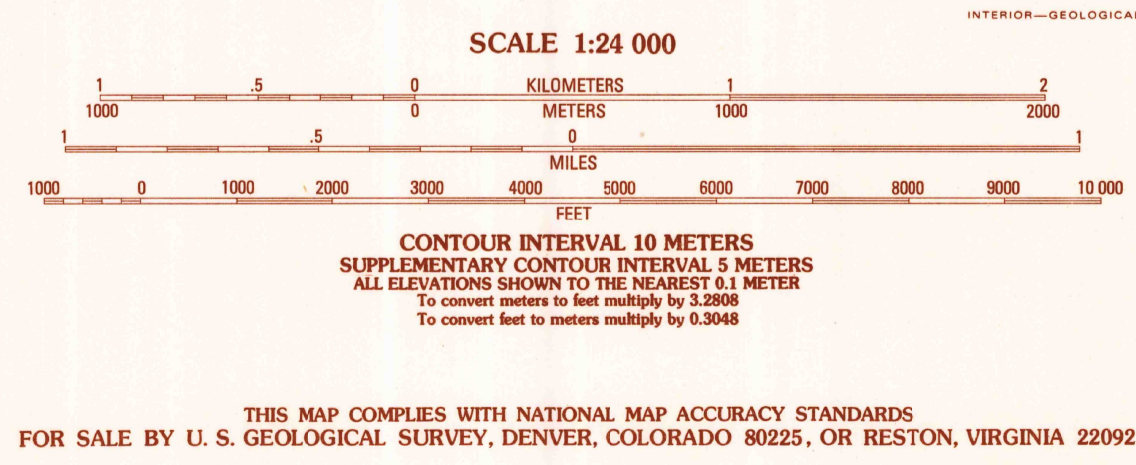 INTERIOR—GEOLOGICAL
SCALE 1:24 000
1 .5 0 KILOMETERS 1 2
1000 0 METERS 1000 2000
1 .5 0 1
MILES
1000 0 1000 2000 3000 4000 5000 6000 7000 8000 9000 10 000
FEET
CONTOUR INTERVAL 10 METERS
SUPPLEMENTARY CONTOUR INTERVAL 5 METERS
ALL ELEVATIONS SHOWN TO THE NEAREST 0.1 METER
To convert meters to feet multiply by 3.2808
To convert feet to meters multiply by 0.3048
THIS MAP COMPLIES WITH NATIONAL MAP ACCURACY STANDARDS
FOR SALE BY U. S. GEOLOGICAL SURVEY, DENVER, COLORADO 80225, OR RESTON, VIRGINIA 22092